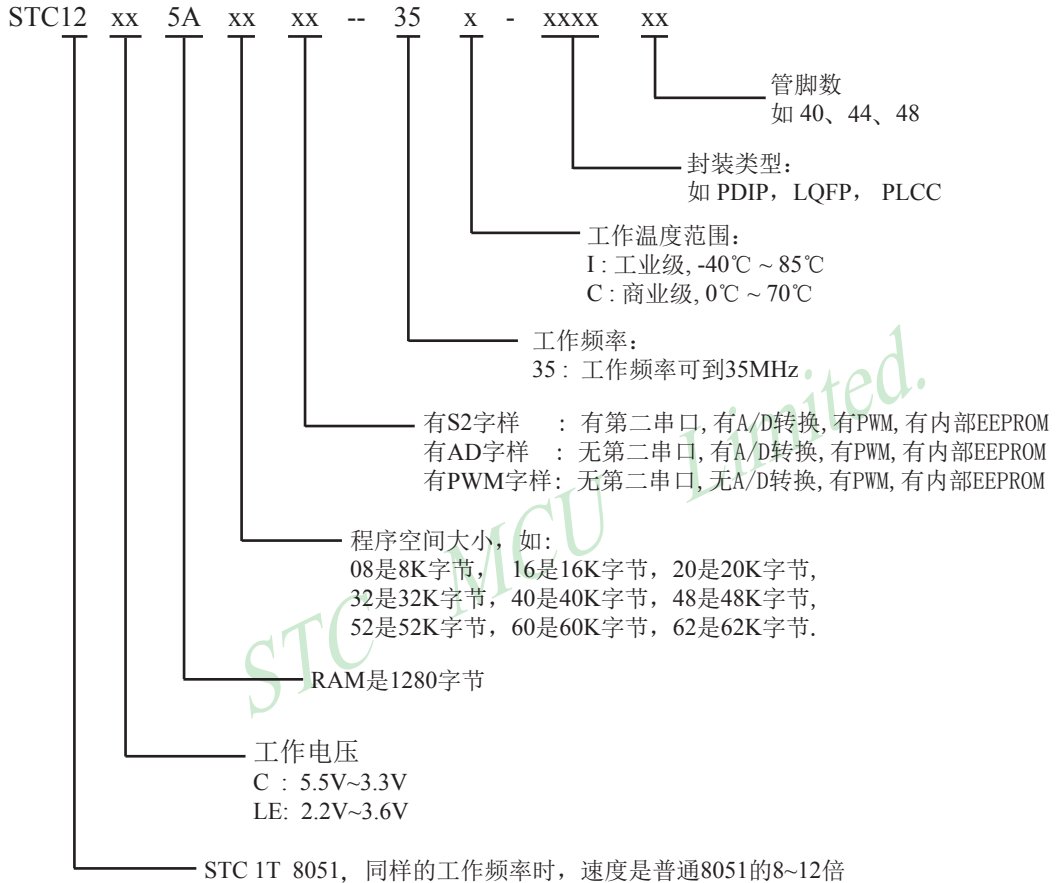 STC12 xx 5A xx xx -- 35 x - xxxx xx
管脚数
如 40、44、48
封装类型：
如 PDIP，LQFP， PLCC
工作温度范围：
I : 工业级, -40℃ ~ 85℃
C : 商业级, 0℃ ~ 70℃
工作频率：
35 : 工作频率可到35MHz
有S2字样 : 有第二串口, 有A/D转换, 有PWM, 有内部EEPROM
有AD字样 : 无第二串口, 有A/D转换, 有PWM, 有内部EEPROM
有PWM字样: 无第二串口, 无A/D转换, 有PWM, 有内部EEPROM
程序空间大小，如:
08是8K字节， 16是16K字节，20是20K字节,
32是32K字节，40是40K字节，48是48K字节,
52是52K字节，60是60K字节，62是62K字节.
RAM是1280字节
工作电压
C : 5.5V~3.3V
LE: 2.2V~3.6V
STC 1T 8051, 同样的工作频率时，速度是普通8051的8~12倍
STC MCU Limited.